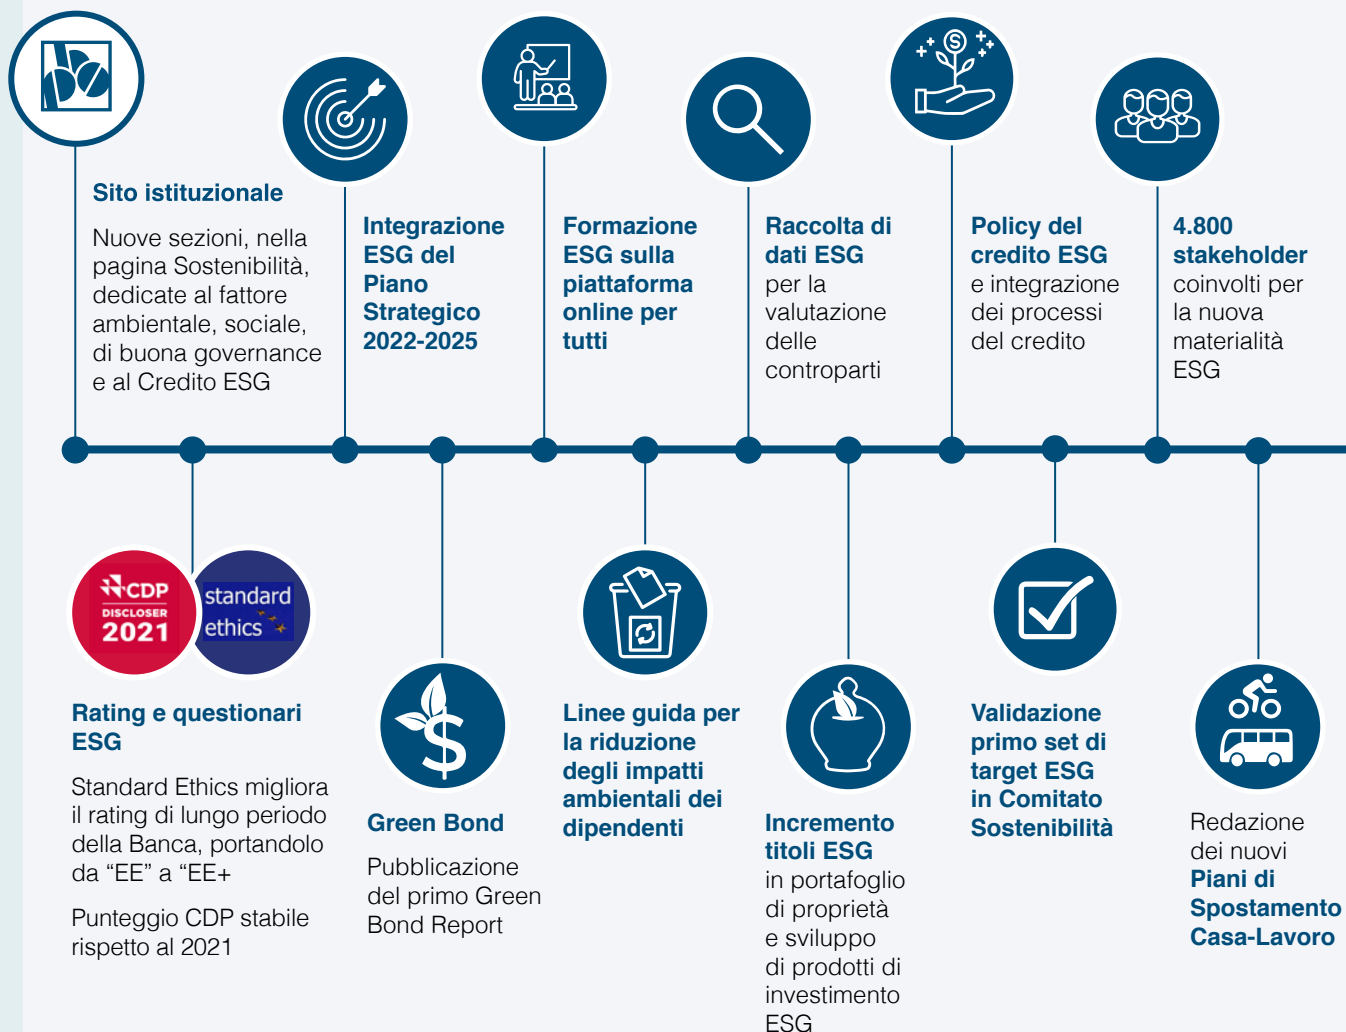 Sito istituzionale
Nuove sezioni, nella
pagina Sostenibilità,
dedicate al fattore
ambientale, sociale,
di buona governance
e al Credito ESG
Integrazione
ESG del
Piano
Strategico
2022-2025
Formazione
ESG sulla
piattaforma
online per
tutti
Raccolta di
dati ESG
per la
valutazione
delle
controparti
Policy del
credito ESG
e integrazione
dei processi
del credito
4.800
stakeholder
coinvolti per
la nuova
materialità
ESG
CDP
DISCLOSER
2021
standard
ethics
Rating e questionari
ESG
Standard Ethics migliora
il rating di lungo periodo
della Banca, portandolo
da “EE” a “EE+
Punteggio CDP stabile
rispetto al 2021
Green Bond
Pubblicazione
del primo Green
Bond Report
Linee guida per
la riduzione
degli impatti
ambientali dei
dipendenti
Incremento
titoli ESG
in portafoglio
di proprietà
e sviluppo
di prodotti di
investimento
ESG
Validazione
primo set di
target ESG
in Comitato
Sostenibilità
Redazione
dei nuovi
Piani di
Spostamento
Casa-Lavoro